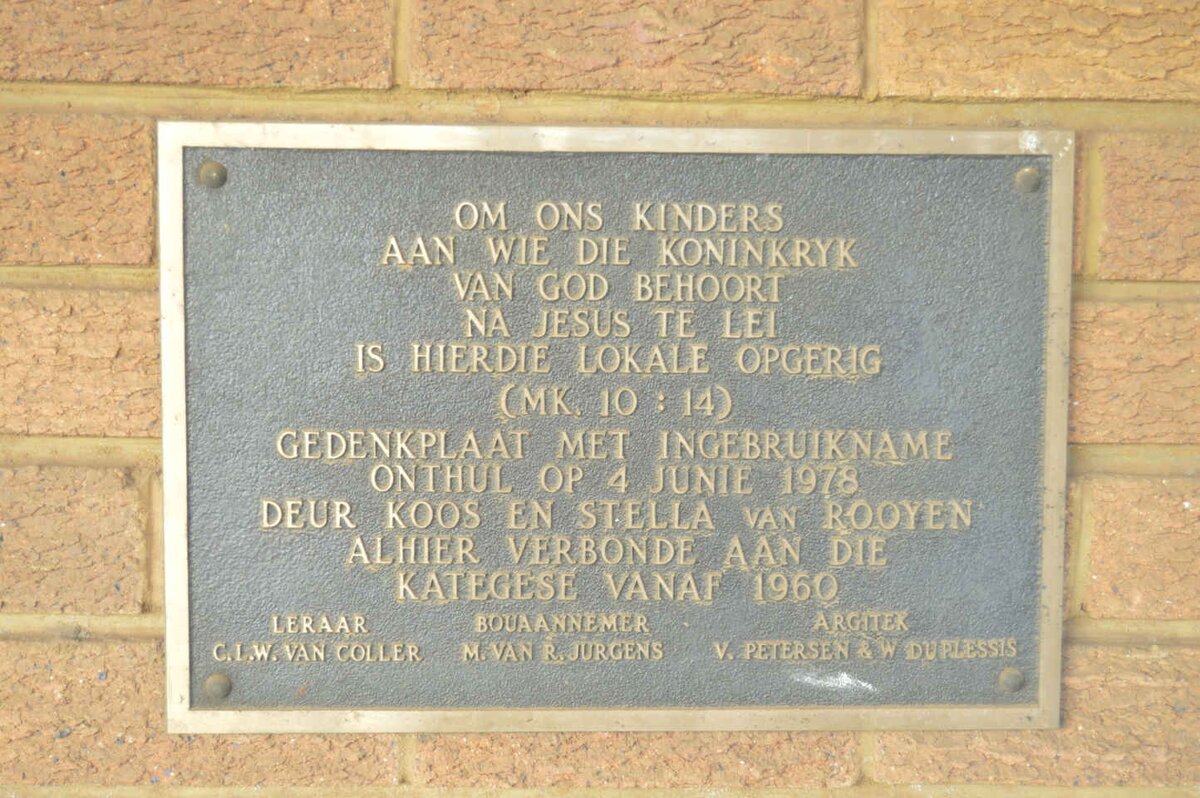 OM ONS KINDERS
AAN WIE DIE KONINKRYK
VAN GOD BEHOORT
NA JESUS TE LEI
IS HIERDIE LOKALE OPGERIG
(MK. 10 : 14)
GEDENKPLAAT MET INGEBRUIKNAME
ONTHUL OP 4 JUNIE 1978
DEUR KOOS EN STELLA VAN ROOYEN
ALHIER VERBONDE AAN DIE
KATEGESE VANAF 1960
LERAAR BOUAANNEMER ARGITEK
C.L.W. VAN COLLER M. VAN R. JURGENS V. PETERSEN & W DU PLESSIS